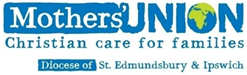 Mothers' UNION
Christian care for families
Diocese of St. Edmundsbury & Ipswich